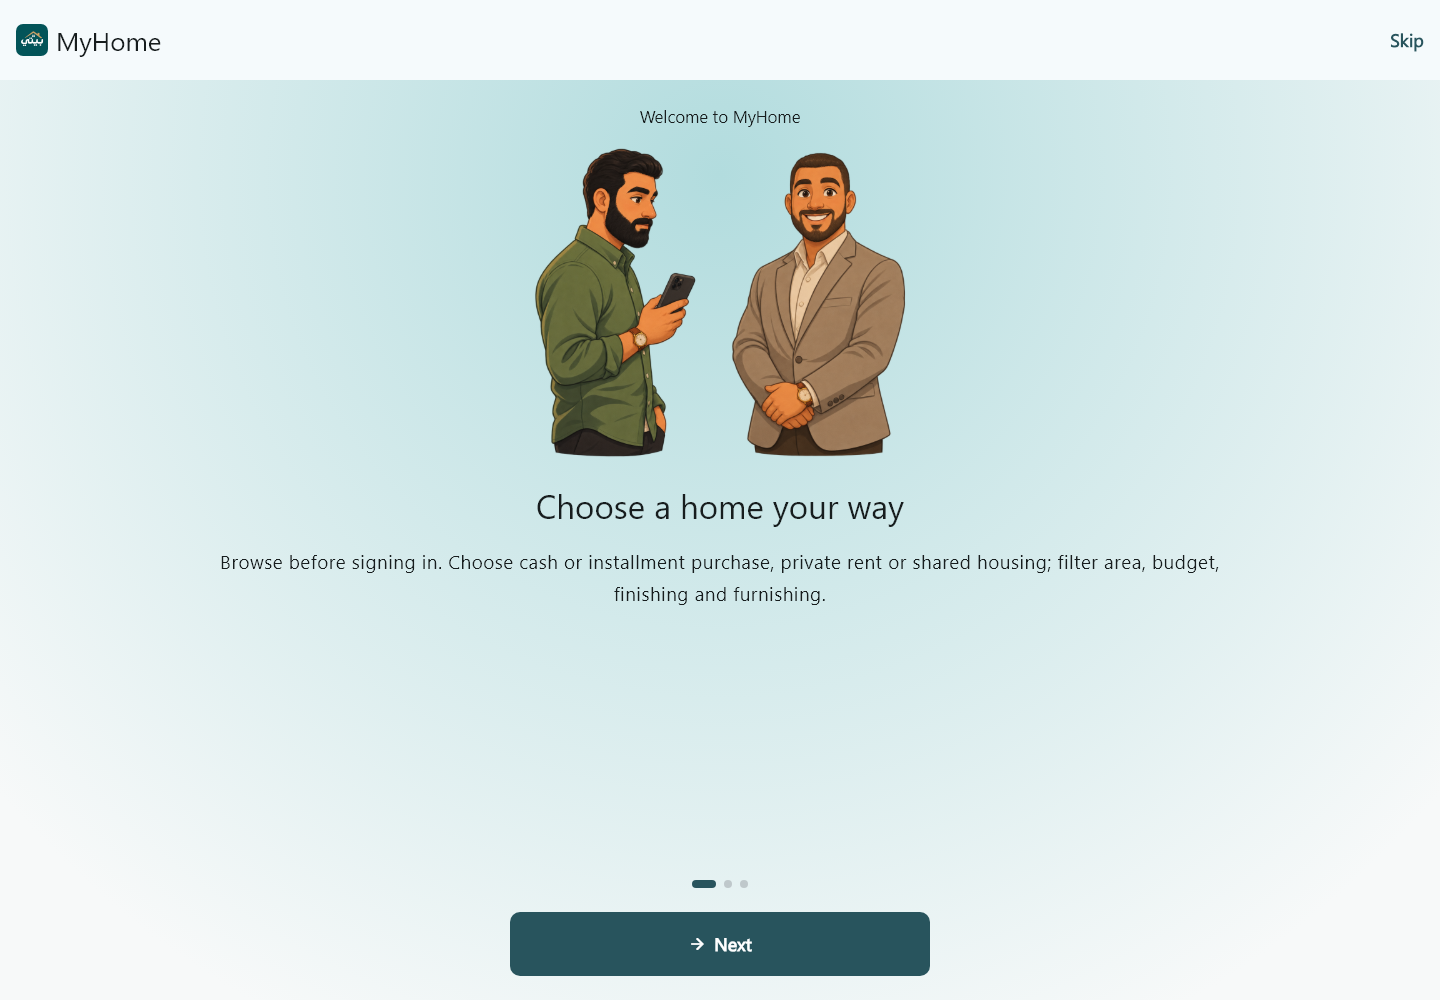 بيتي
MyHome
Skip
Welcome to MyHome
Choose a home your way
Browse before signing in. Choose cash or installment purchase, private rent or shared housing; filter area, budget,
finishing and furnishing.
Next